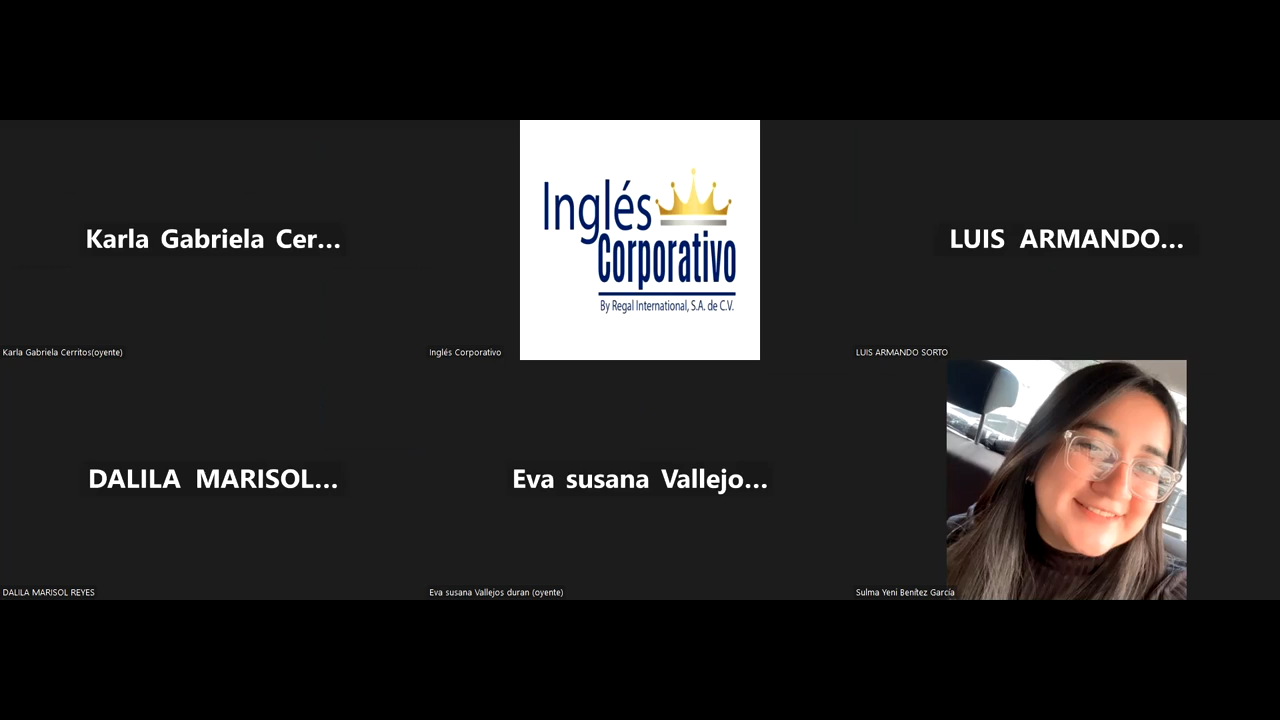 Karla Gabriela Cer...
Karla Gabriela Cerritos(oyente)
Inglés
Corporativo
By Regal International, S.A. de C.V.
Inglés Corporativo
LUIS ARMANDO...
LUIS ARMANDO SORTO
DALILA MARISOL...
DALILA MARISOL REYES
Eva susana Vallejo...
Eva susana Vallejos duran (oyente)
Sulma Yeni Benítez García